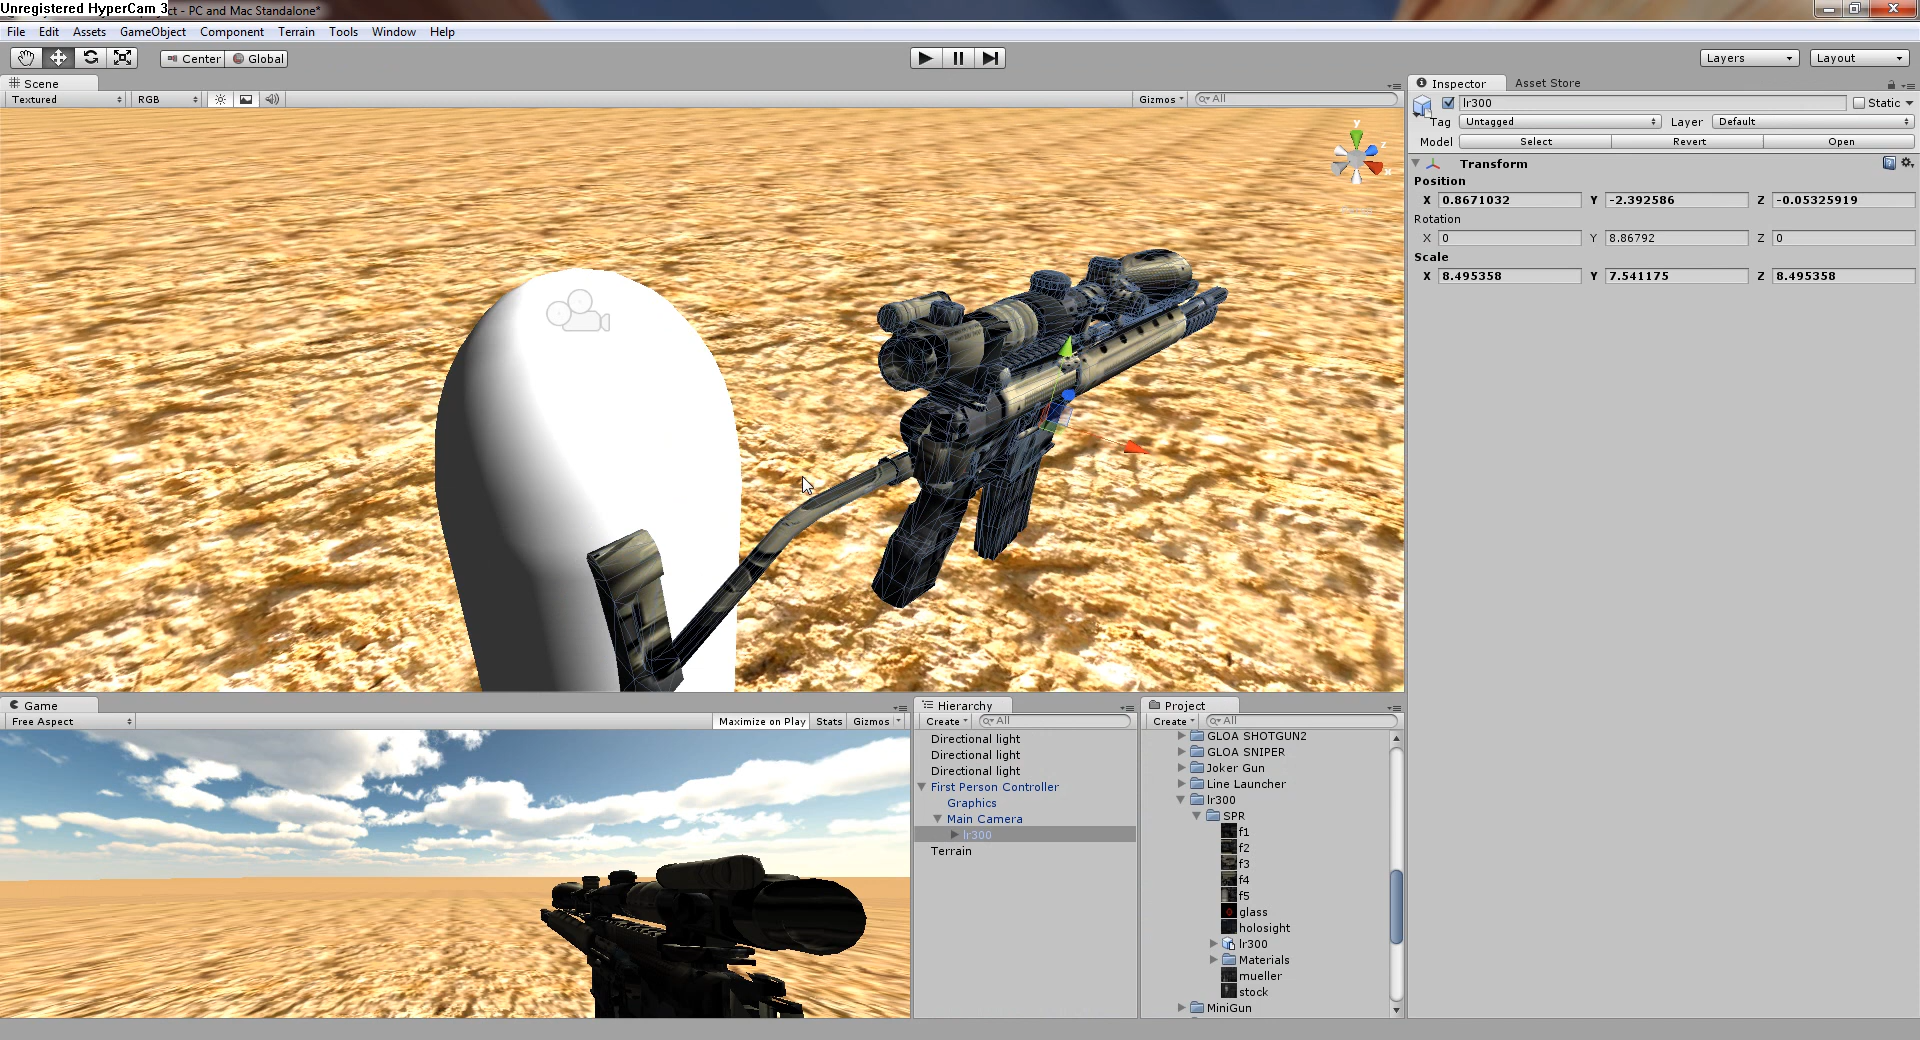 Unregistered HyperCam 3
ct - PC and Mac Standalone*
File Edit Assets GameObject Component Terrain Tools Window Help
Center Global
Layers Layout
Scene
Textured RGB Gizmos All
y
z
x
Inspector Asset Store
lr300 Static
Tag Untagged Layer Default
Model Select Revert Open
Transform
Position
X 0.8671032 Y -2.392586 Z -0.05325919
Rotation
X 0 Y 8.86792 Z 0
Scale
X 8.495358 Y 7.541175 Z 8.495358
Game
Free Aspect Maximize on Play Stats Gizmos
Hierarchy
Create All
Directional light
Directional light
Directional light
First Person Controller
Graphics
Main Camera
lr300
Terrain
Project
Create All
GLOA SHOTGUN2
GLOA SNIPER
Joker Gun
Line Launcher
lr300
SPR
f1
f2
f3
f4
f5
glass
holosight
lr300
Materials
mueller
stock
MiniGun